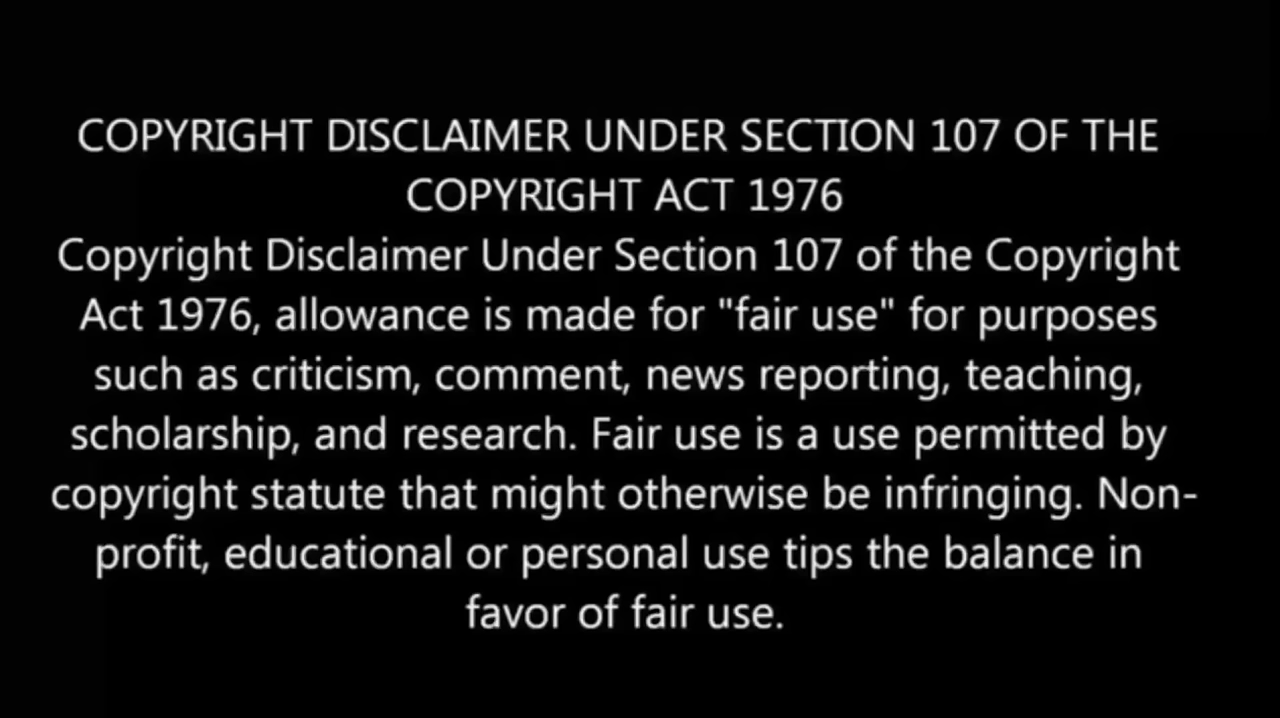 COPYRIGHT DISCLAIMER UNDER SECTION 107 OF THE
COPYRIGHT ACT 1976
Copyright Disclaimer Under Section 107 of the Copyright
Act 1976, allowance is made for "fair use" for purposes
such as criticism, comment, news reporting, teaching,
scholarship, and research. Fair use is a use permitted by
copyright statute that might otherwise be infringing. Non-
profit, educational or personal use tips the balance in
favor of fair use.